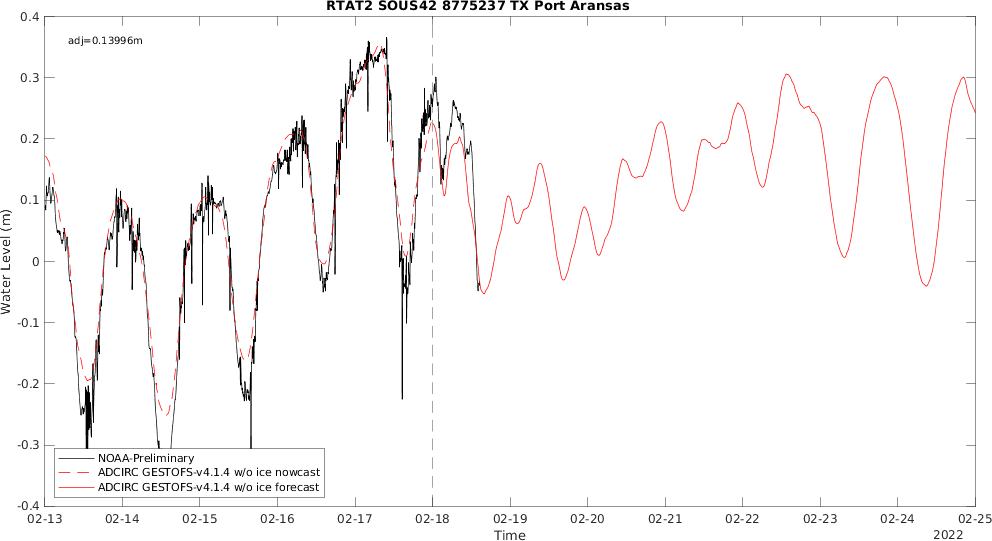 RTAT2 SOUS42 8775237 TX Port Aransas
adj=0.13996m
Water Level (m)
0.4
0.3
0.2
0.1
0
-0.1
-0.2
-0.3
-0.4
NOAA-Preliminary
ADCIRC GESTOFS-v4.1.4 w/o ice nowcast
ADCIRC GESTOFS-v4.1.4 w/o ice forecast
02-13 02-14 02-15 02-16 02-17 02-18 02-19 02-20 02-21 02-22 02-23 02-24 02-25
Time
2022